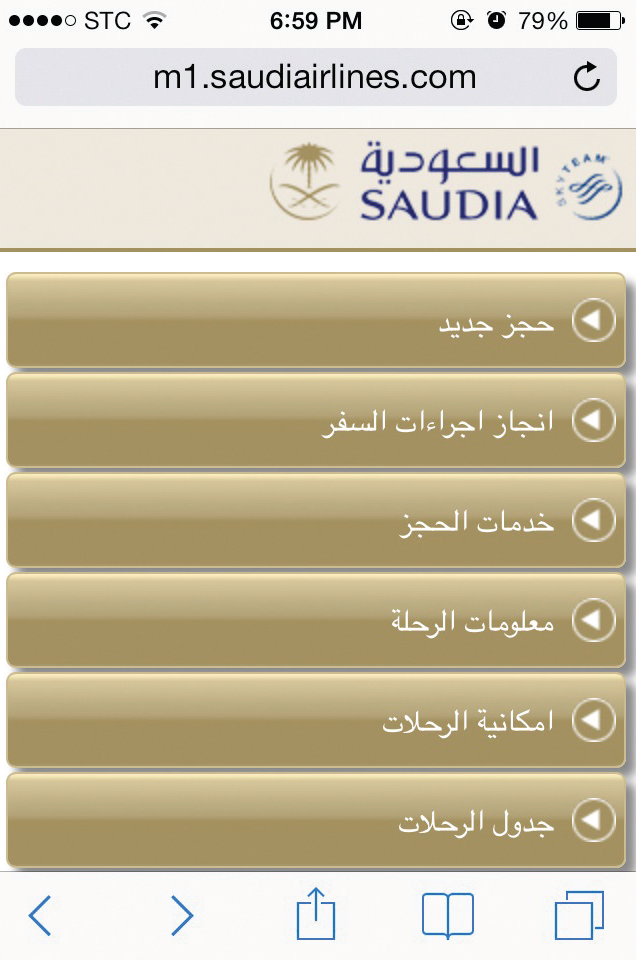 STC 6:59 PM 79%
m1.saudiairlines.com
السعودية
SAUDIA
SKYTEAM
حجز جديد
انجاز اجراءات السفر
خدمات الحجز
معلومات الرحلة
امكانية الرحلات
جدول الرحلات